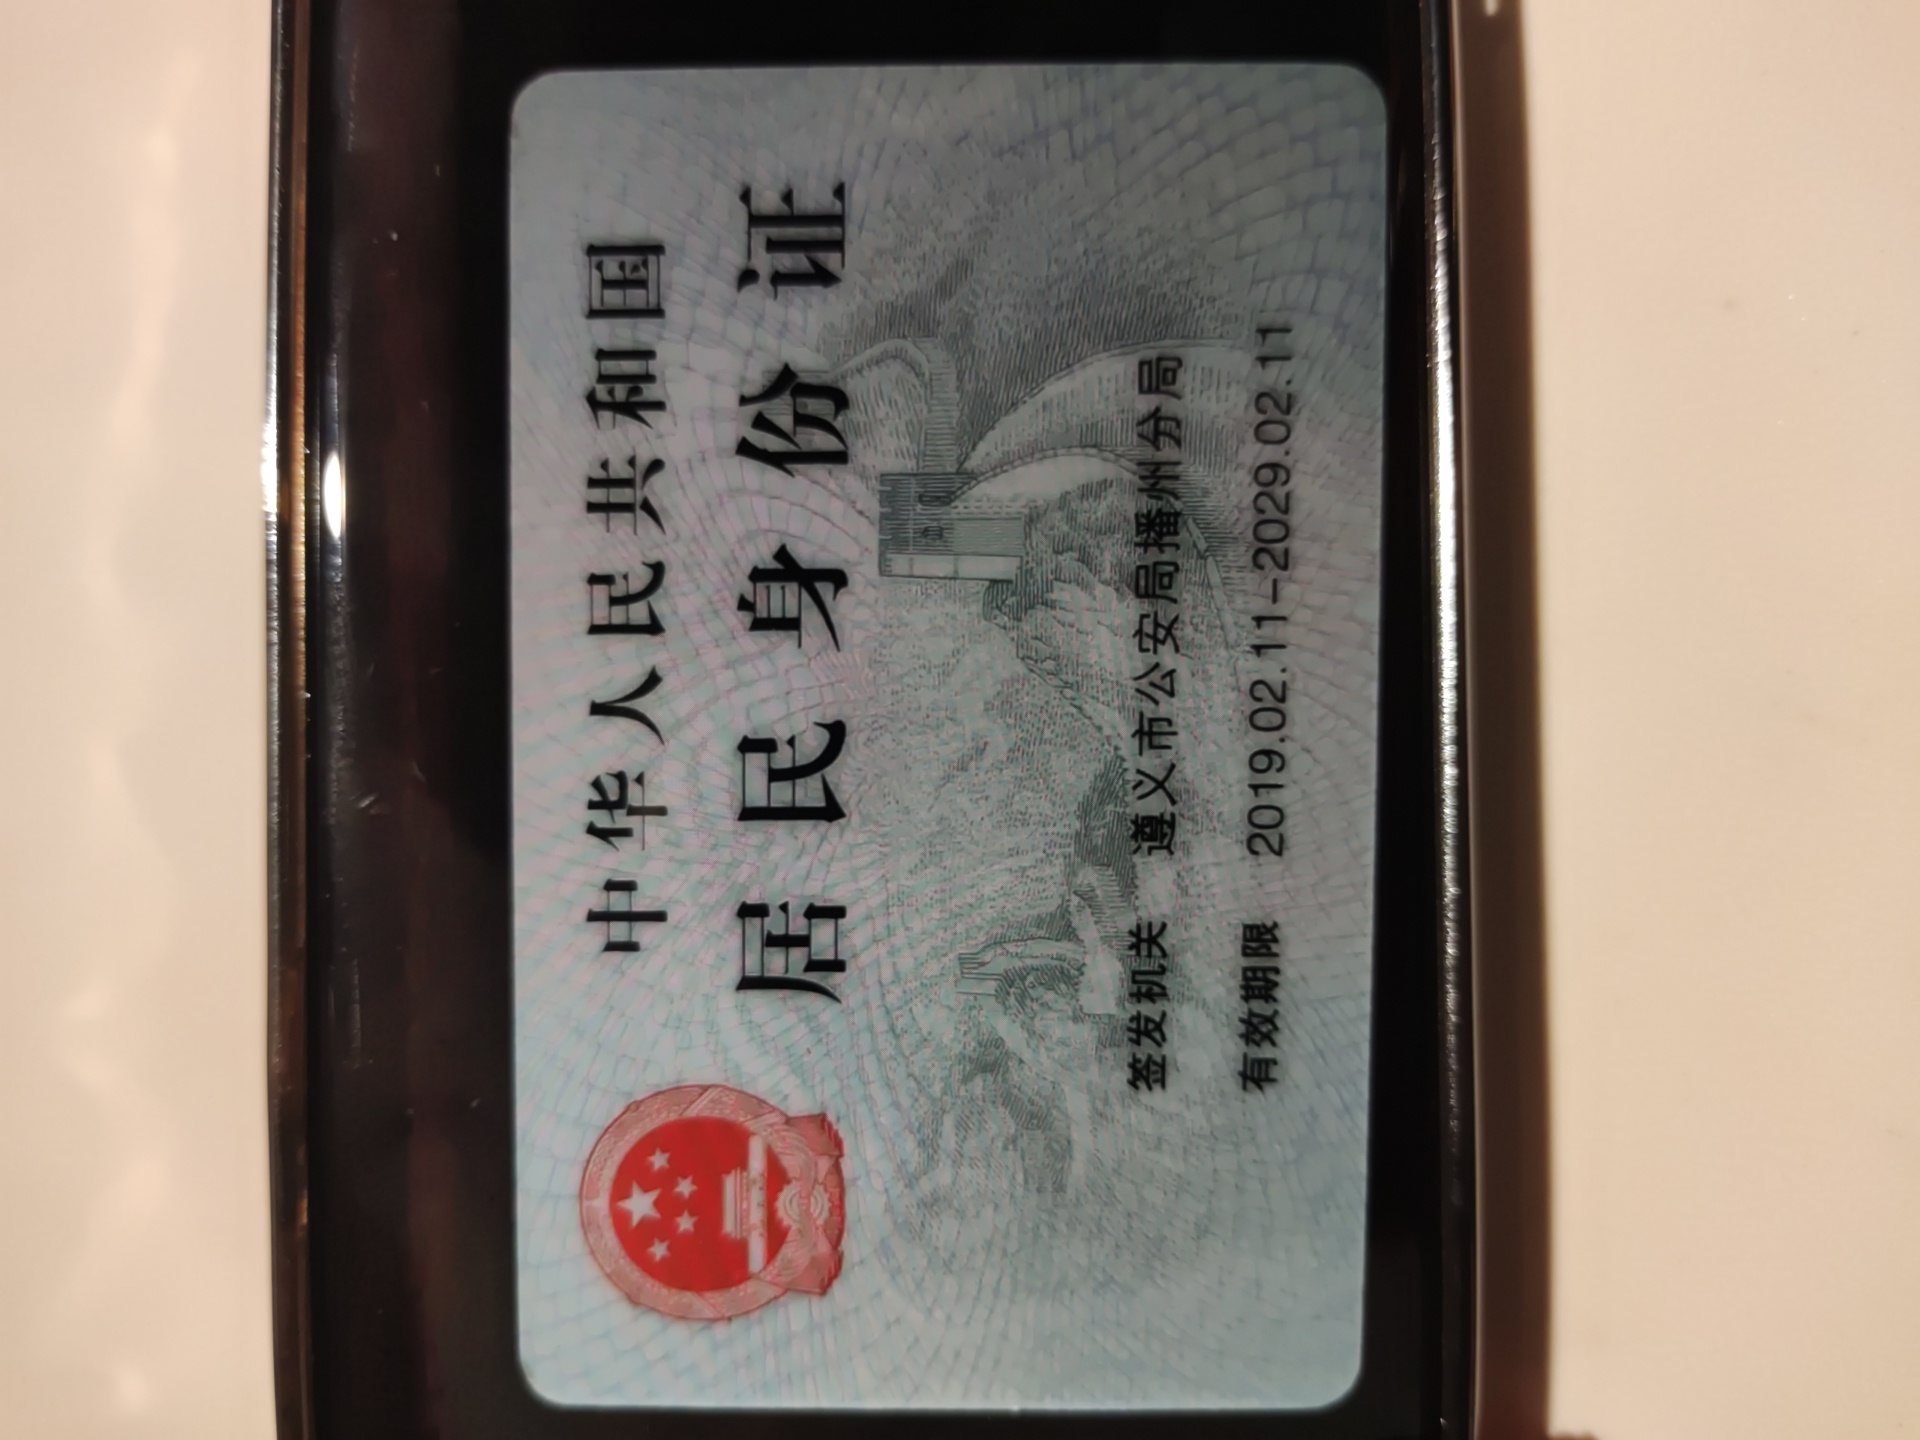 中华人民共和国
居民身份证
签发机关 遵义市公安局播州分局
有效期限 2019.02.11-2029.02.11